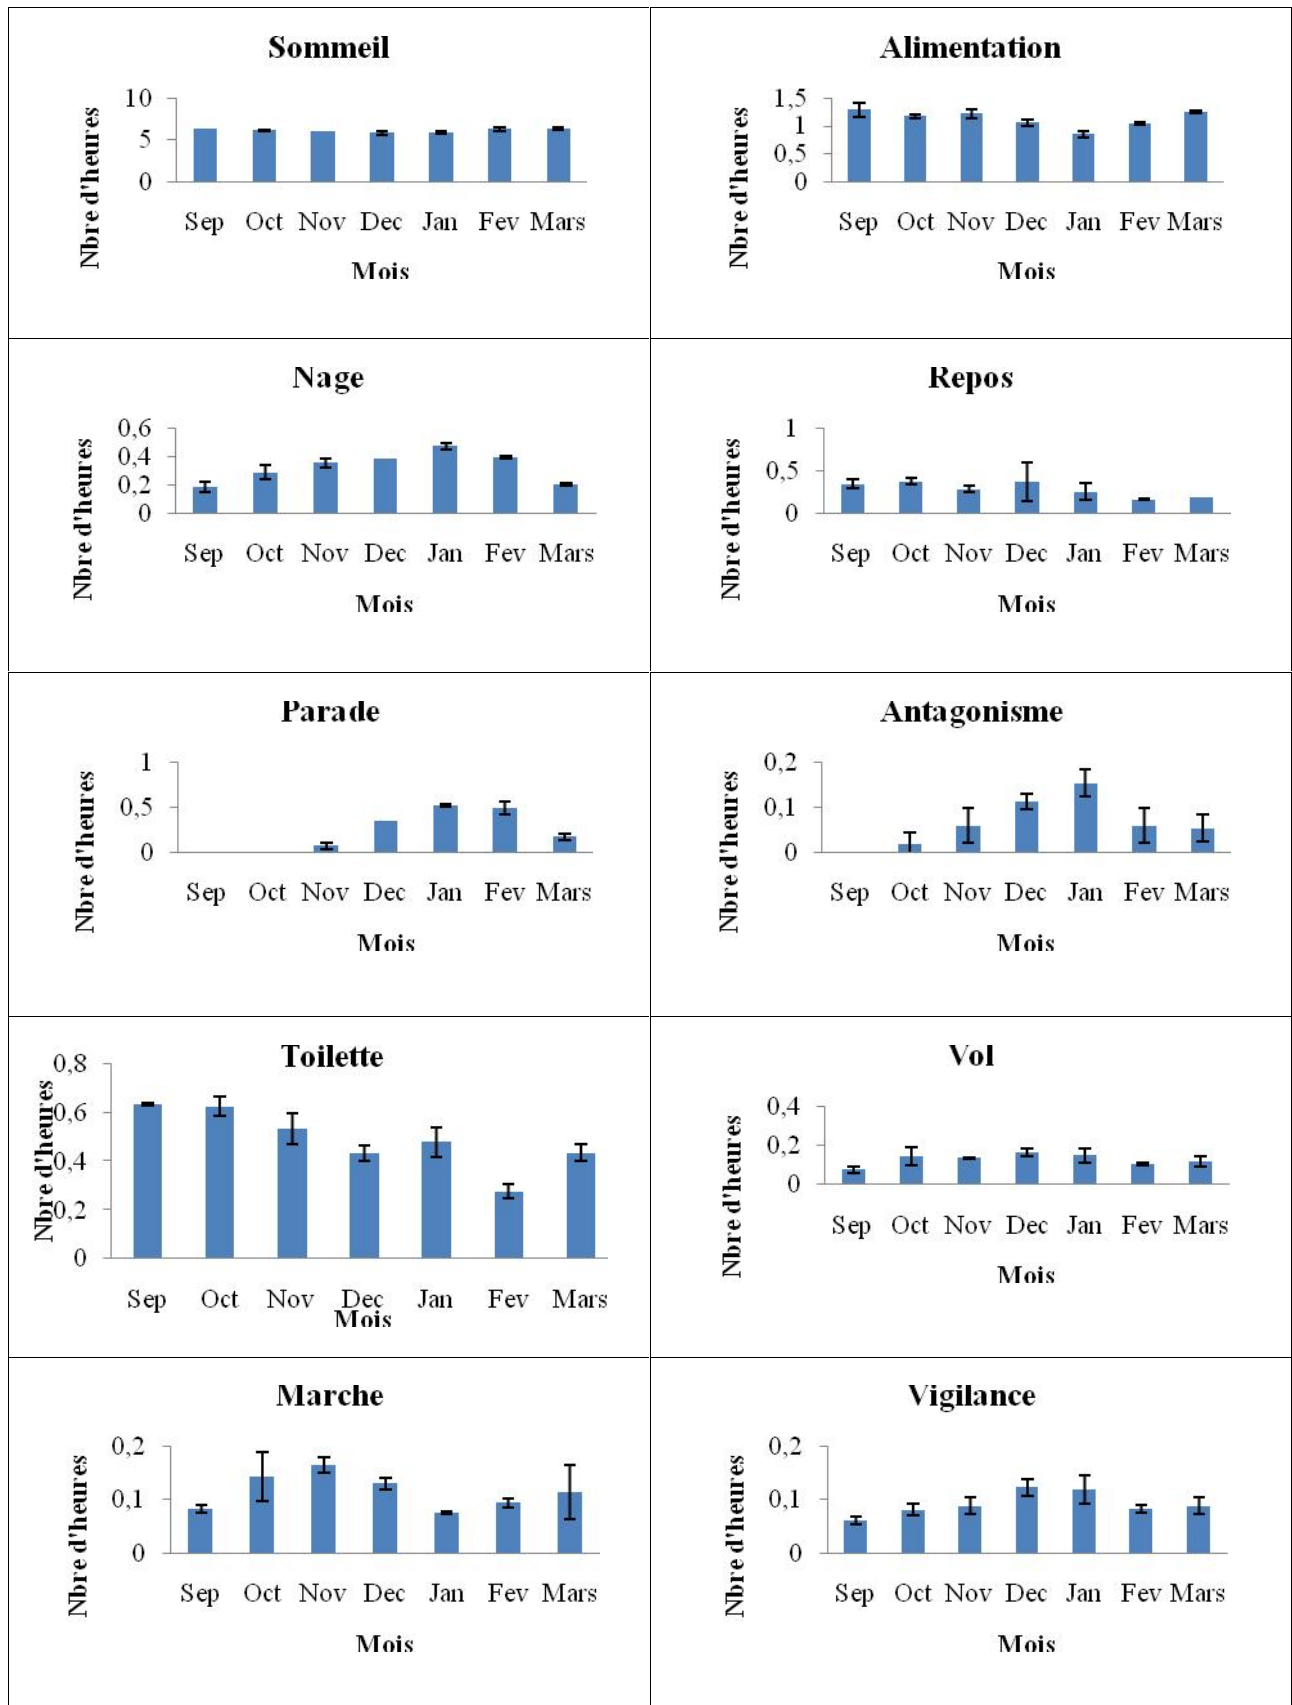 Sommeil
Nbre d'heures
10
5
0
Sep Oct Nov Dec Jan Fev Mars
Mois
Alimentation
Nbre d'heures
1,5
1
0,5
0
Sep Oct Nov Dec Jan Fev Mars
Mois
Nage
Nbre d'heures
0,6
0,4
0,2
0
Sep Oct Nov Dec Jan Fev Mars
Mois
Repos
Nbre d'heures
1
0,5
0
Sep Oct Nov Dec Jan Fev Mars
Mois
Parade
Nbre d'heures
1
0,5
0
Sep Oct Nov Dec Jan Fev Mars
Mois
Antagonisme
Nbre d'heures
0,2
0,1
0
Sep Oct Nov Dec Jan Fev Mars
Mois
Toilette
Nbre d'heures
0,8
0,6
0,4
0,2
0
Sep Oct Nov Dec Jan Fev Mars
Mois
Vol
Nbre d'heures
0,4
0,2
0
Sep Oct Nov Dec Jan Fev Mars
Mois
Marche
Nbre d'heures
0,2
0,1
0
Sep Oct Nov Dec Jan Fev Mars
Mois
Vigilance
Nbre d'heures
0,2
0,1
0
Sep Oct Nov Dec Jan Fev Mars
Mois